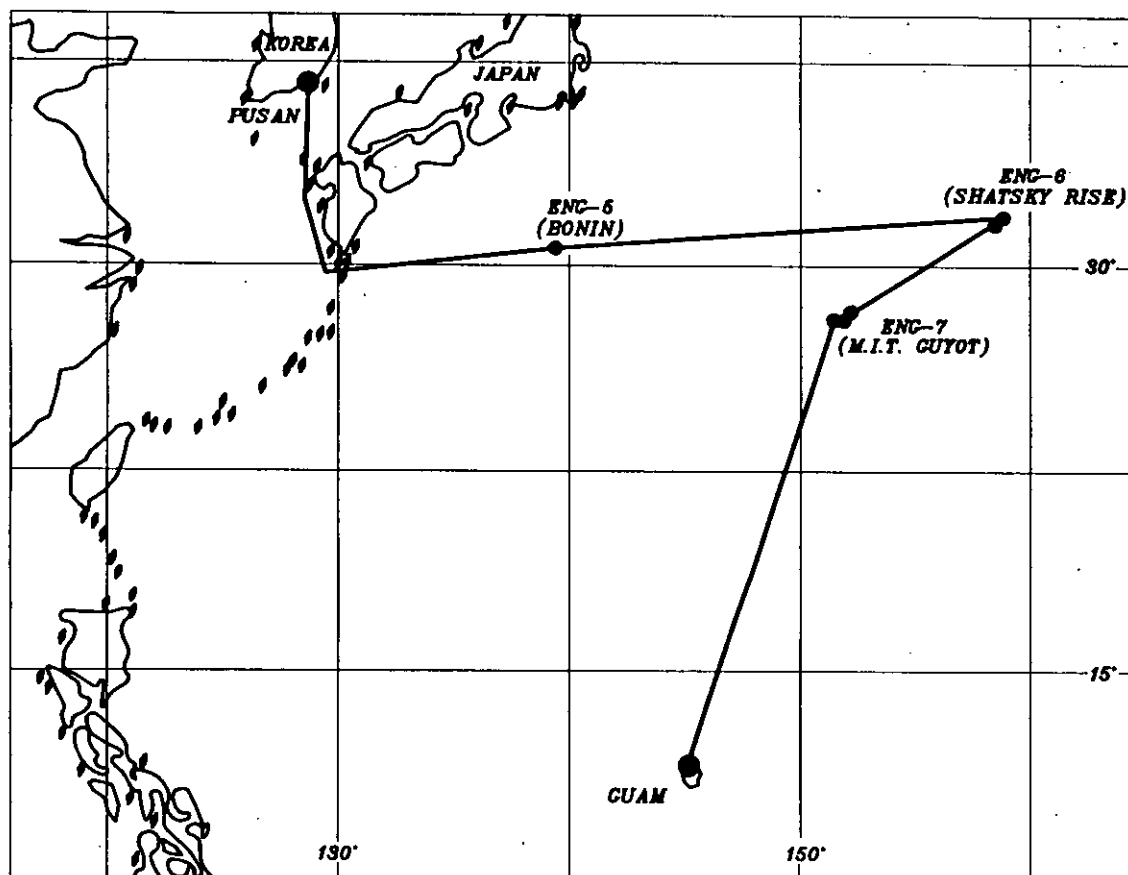 KOREA
JAPAN
PUSAN
ENG-6
(SHATSKY RISE)
ENG-5
(BONIN)
30°
ENG-7
(M.I.T. GUYOT)
15°
GUAM
130°
150°